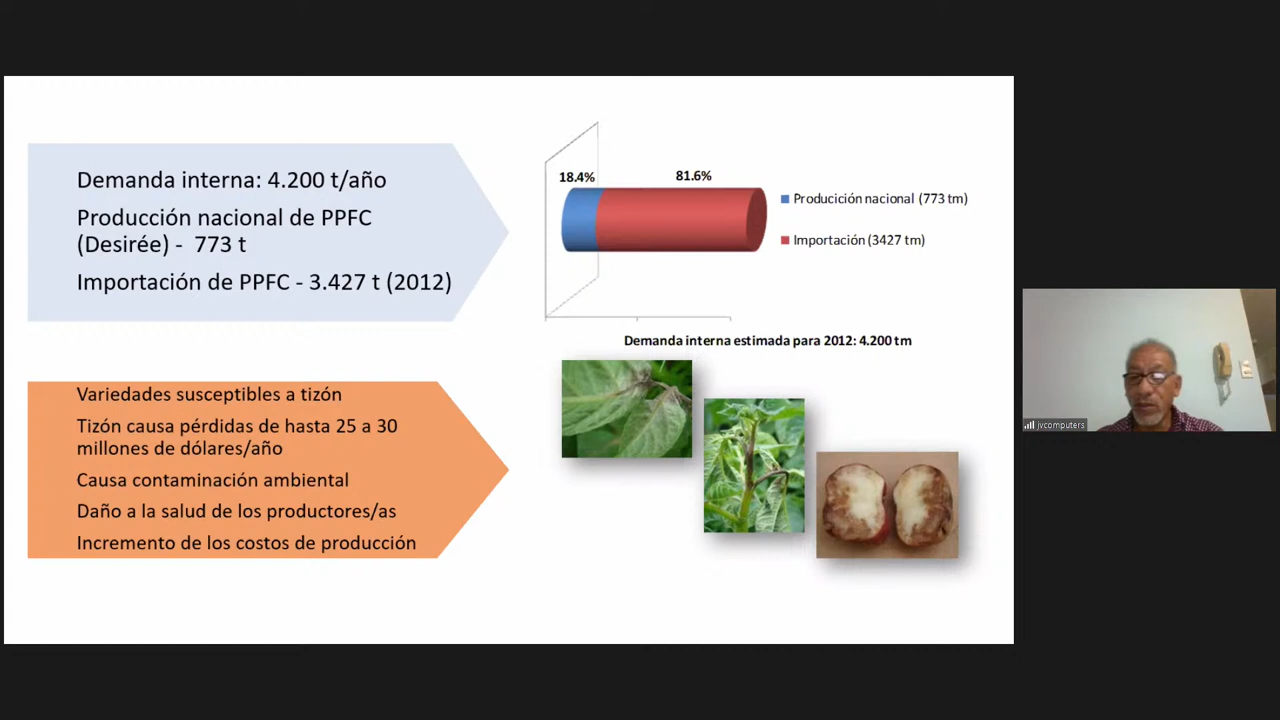 Demanda interna: 4.200 t/año
Producción nacional de PPFC
(Desirée) - 773 t
Importación de PPFC - 3.427 t (2012)
18.4%
81.6%
Producición nacional (773 tm)
Importación (3427 tm)
Demanda interna estimada para 2012: 4.200 tm
Variedades susceptibles a tizón
Tizón causa pérdidas de hasta 25 a 30
millones de dólares/año
Causa contaminación ambiental
Daño a la salud de los productores/as
Incremento de los costos de producción
jvcomputers